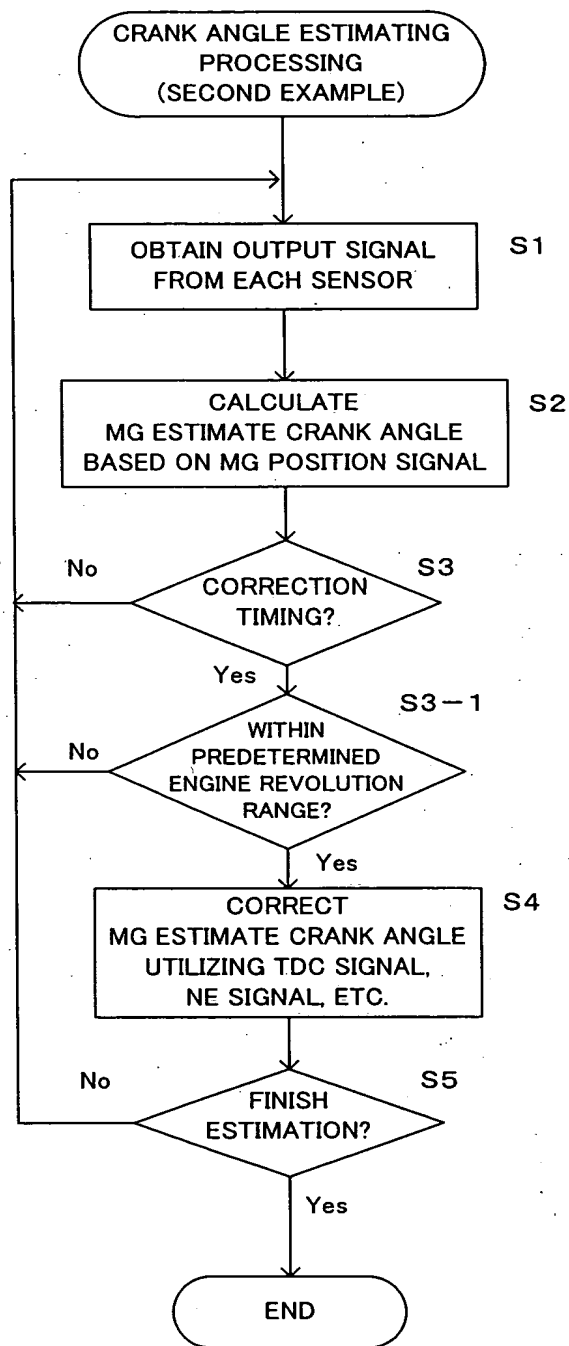 CRANK ANGLE ESTIMATING
PROCESSING
(SECOND EXAMPLE)
OBTAIN OUTPUT SIGNAL
FROM EACH SENSOR
S1
CALCULATE
MG ESTIMATE CRANK ANGLE
BASED ON MG POSITION SIGNAL
S2
No
CORRECTION
TIMING?
S3
Yes
No
WITHIN
PREDETERMINED
ENGINE REVOLUTION
RANGE?
S3-1
Yes
CORRECT
MG ESTIMATE CRANK ANGLE
UTILIZING TDC SIGNAL,
NE SIGNAL, ETC.
S4
No
FINISH
ESTIMATION?
S5
Yes
END